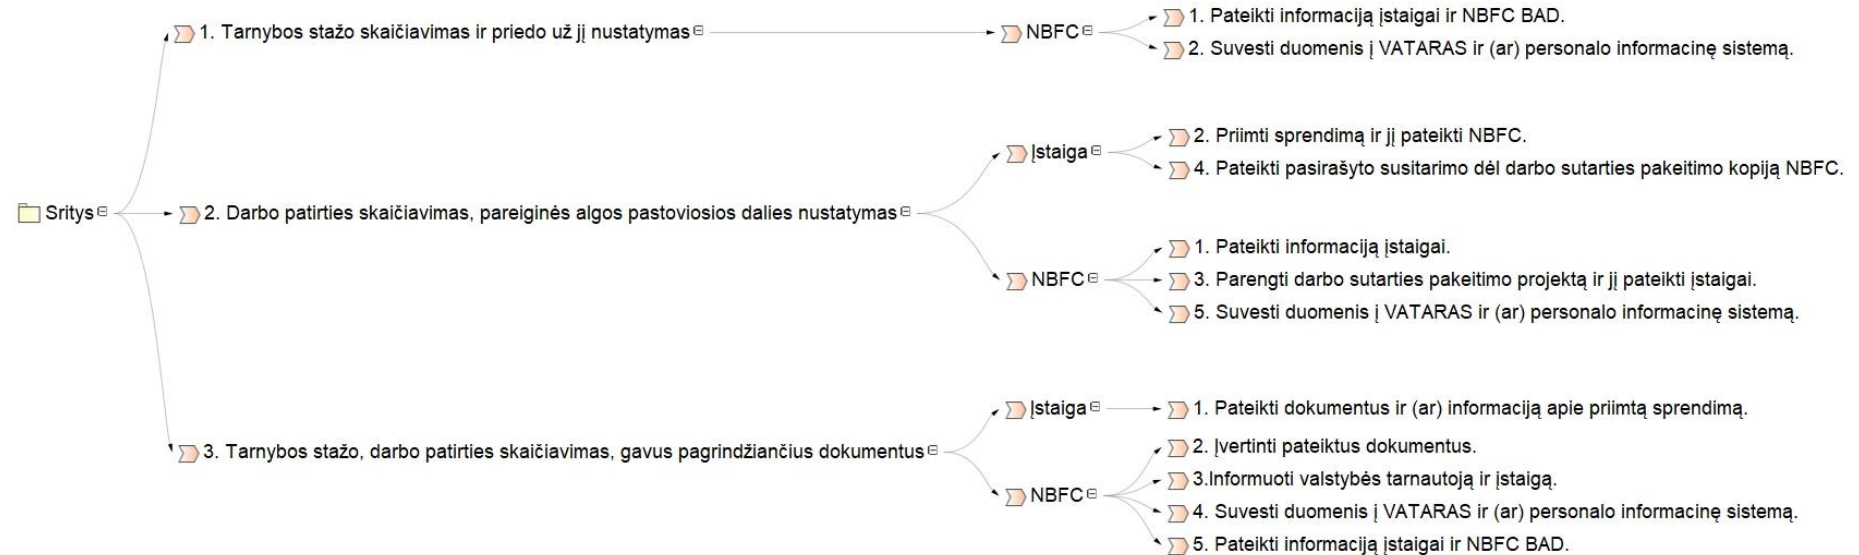 Sritys
1. Tarnybos stažo skaičiavimas ir priedo už jį nustatymas
NBFC
1. Pateikti informaciją įstaigai ir NBFC BAD.
2. Suvesti duomenis į VATARAS ir (ar) personalo informacinę sistemą.
2. Darbo patirties skaičiavimas, pareiginės algos pastoviosios dalies nustatymas
Įstaiga
2. Priimti sprendimą ir jį pateikti NBFC.
4. Pateikti pasirašyto susitarimo dėl darbo sutarties pakeitimo kopiją NBFC.
NBFC
1. Pateikti informaciją įstaigai.
3. Parengti darbo sutarties pakeitimo projektą ir jį pateikti įstaigai.
5. Suvesti duomenis į VATARAS ir (ar) personalo informacinę sistemą.
3. Tarnybos stažo, darbo patirties skaičiavimas, gavus pagrindžiančius dokumentus
Įstaiga
1. Pateikti dokumentus ir (ar) informaciją apie priimtą sprendimą.
NBFC
2. Įvertinti pateiktus dokumentus.
3.Informuoti valstybės tarnautoją ir įstaigą.
4. Suvesti duomenis į VATARAS ir (ar) personalo informacinę sistemą.
5. Pateikti informaciją įstaigai ir NBFC BAD.